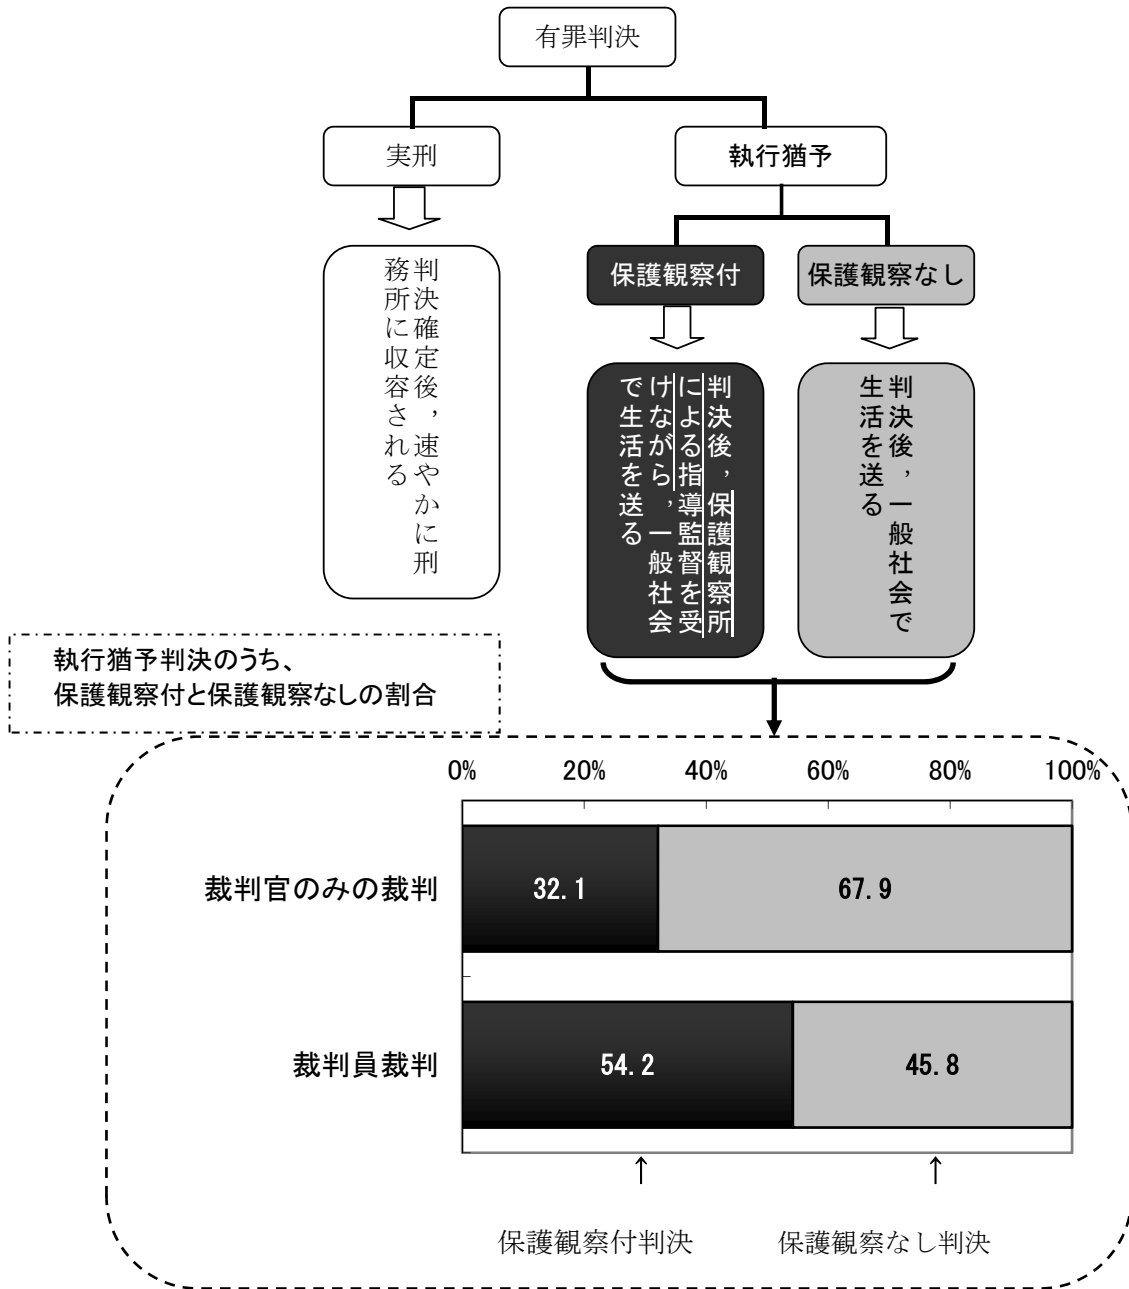 有罪判決
実刑
執行猶予
保護観察付
保護観察なし
判決確定後，速やかに刑
務所に収容される
判決後，保護観察所
による指導監督を受
けながら，一般社会
で生活を送る
判決後，一般社会で
生活を送る
執行猶予判決のうち、
保護観察付と保護観察なしの割合
0% 20% 40% 60% 80% 100%
裁判官のみの裁判 32.1 67.9
裁判員裁判 54.2 45.8
↑ ↑
保護観察付判決 保護観察なし判決